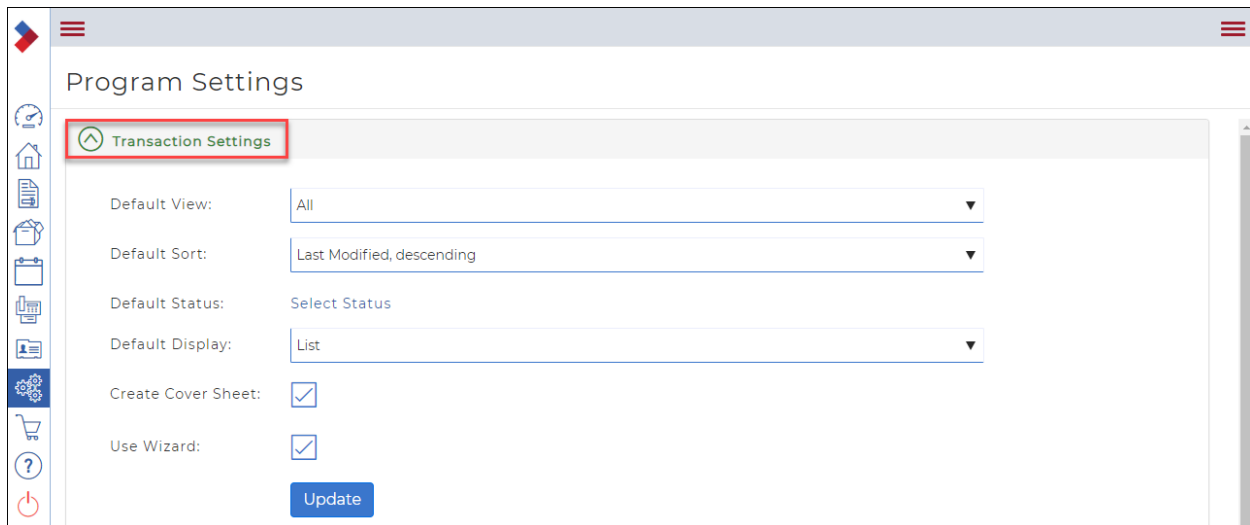 Program Settings
Transaction Settings
Default View: All
Default Sort: Last Modified, descending
Default Status: Select Status
Default Display: List
Create Cover Sheet:
Use Wizard:
Update
?